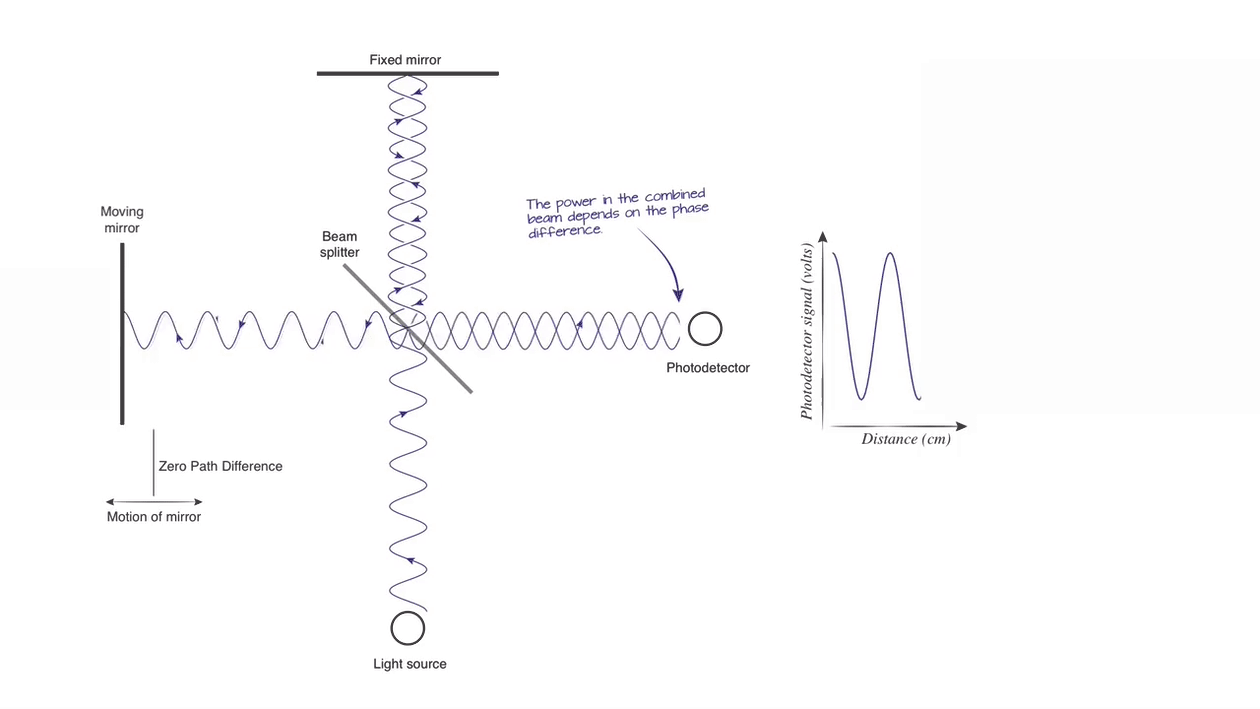 Fixed mirror
The power in the combined
beam depends on the phase
difference.
Moving
mirror
Beam
splitter
Photodetector signal (volts)
Photodetector
Distance (cm)
Zero Path Difference
Motion of mirror
Light source